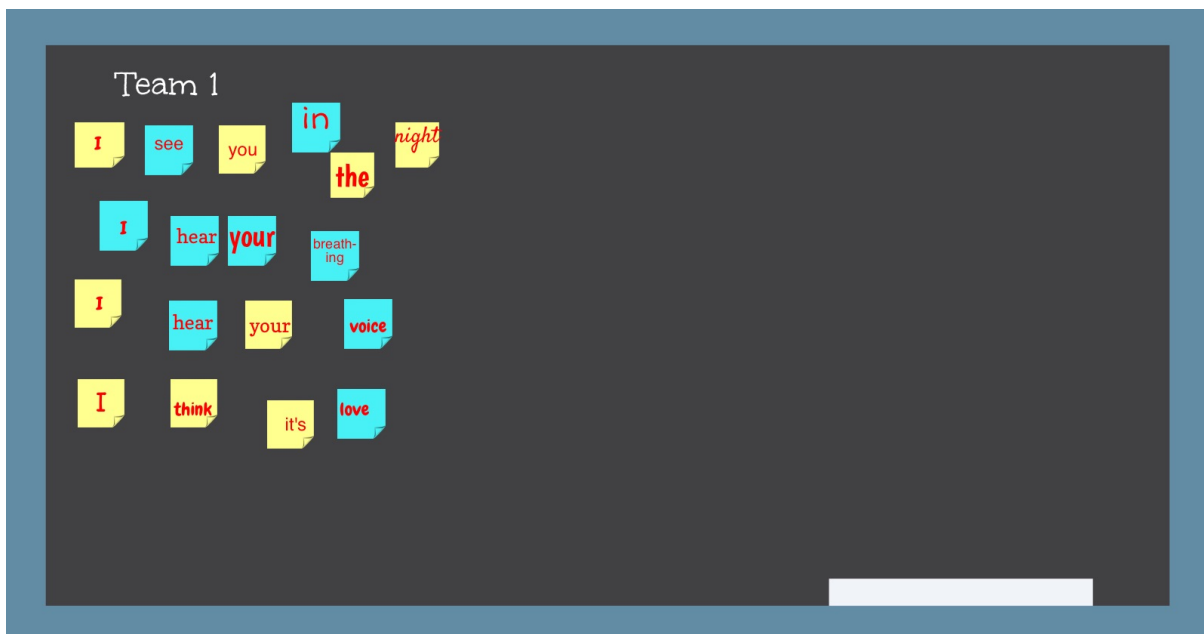 Team 1
I see you in the night
I hear your breath-
ing
I hear your voice
I think it's love